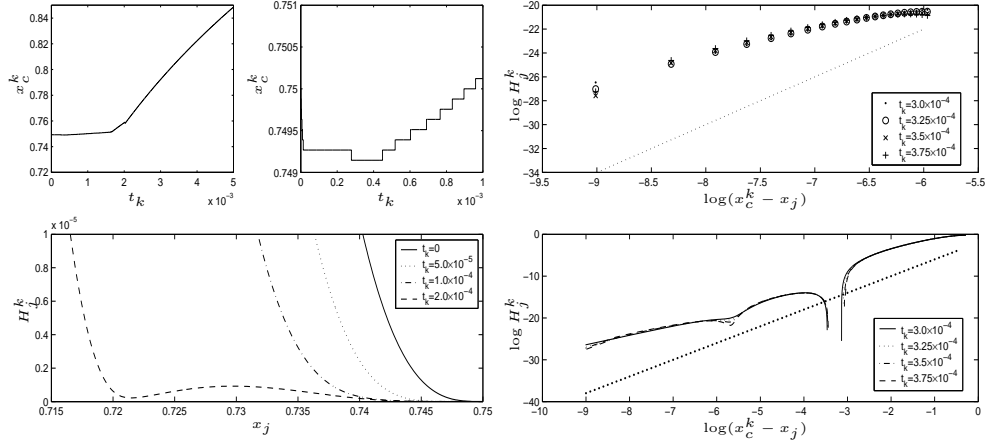 0.85
0.84
0.82
0.8
0.78
0.76
0.74
0.72
x_c^k
0 1 2 3 4 5
t_k
x 10^-3
0.751
0.7505
0.75
0.7495
0.749
x_c^k
0 0.2 0.4 0.6 0.8 1
t_k
x 10^-3
-20
-22
-24
-26
-28
-30
-32
-34
log H_j^k
-9.5 -9 -8.5 -8 -7.5 -7 -6.5 -6 -5.5
log(x_c^k − x_j)
t_k=3.0×10^-4
t_k=3.25×10^-4
t_k=3.5×10^-4
t_k=3.75×10^-4
x 10^-5
1
0.8
0.6
0.4
0.2
0
H_j^k
0.715 0.72 0.725 0.73 0.735 0.74 0.745 0.75
x_j
t_k=0
t_k=5.0×10^-5
t_k=1.0×10^-4
t_k=2.0×10^-4
0
-10
-20
-30
-40
log H_j^k
-10 -9 -8 -7 -6 -5 -4 -3 -2 -1 0
log(x_c^k − x_j)
t_k=3.0×10^-4
t_k=3.25×10^-4
t_k=3.5×10^-4
t_k=3.75×10^-4